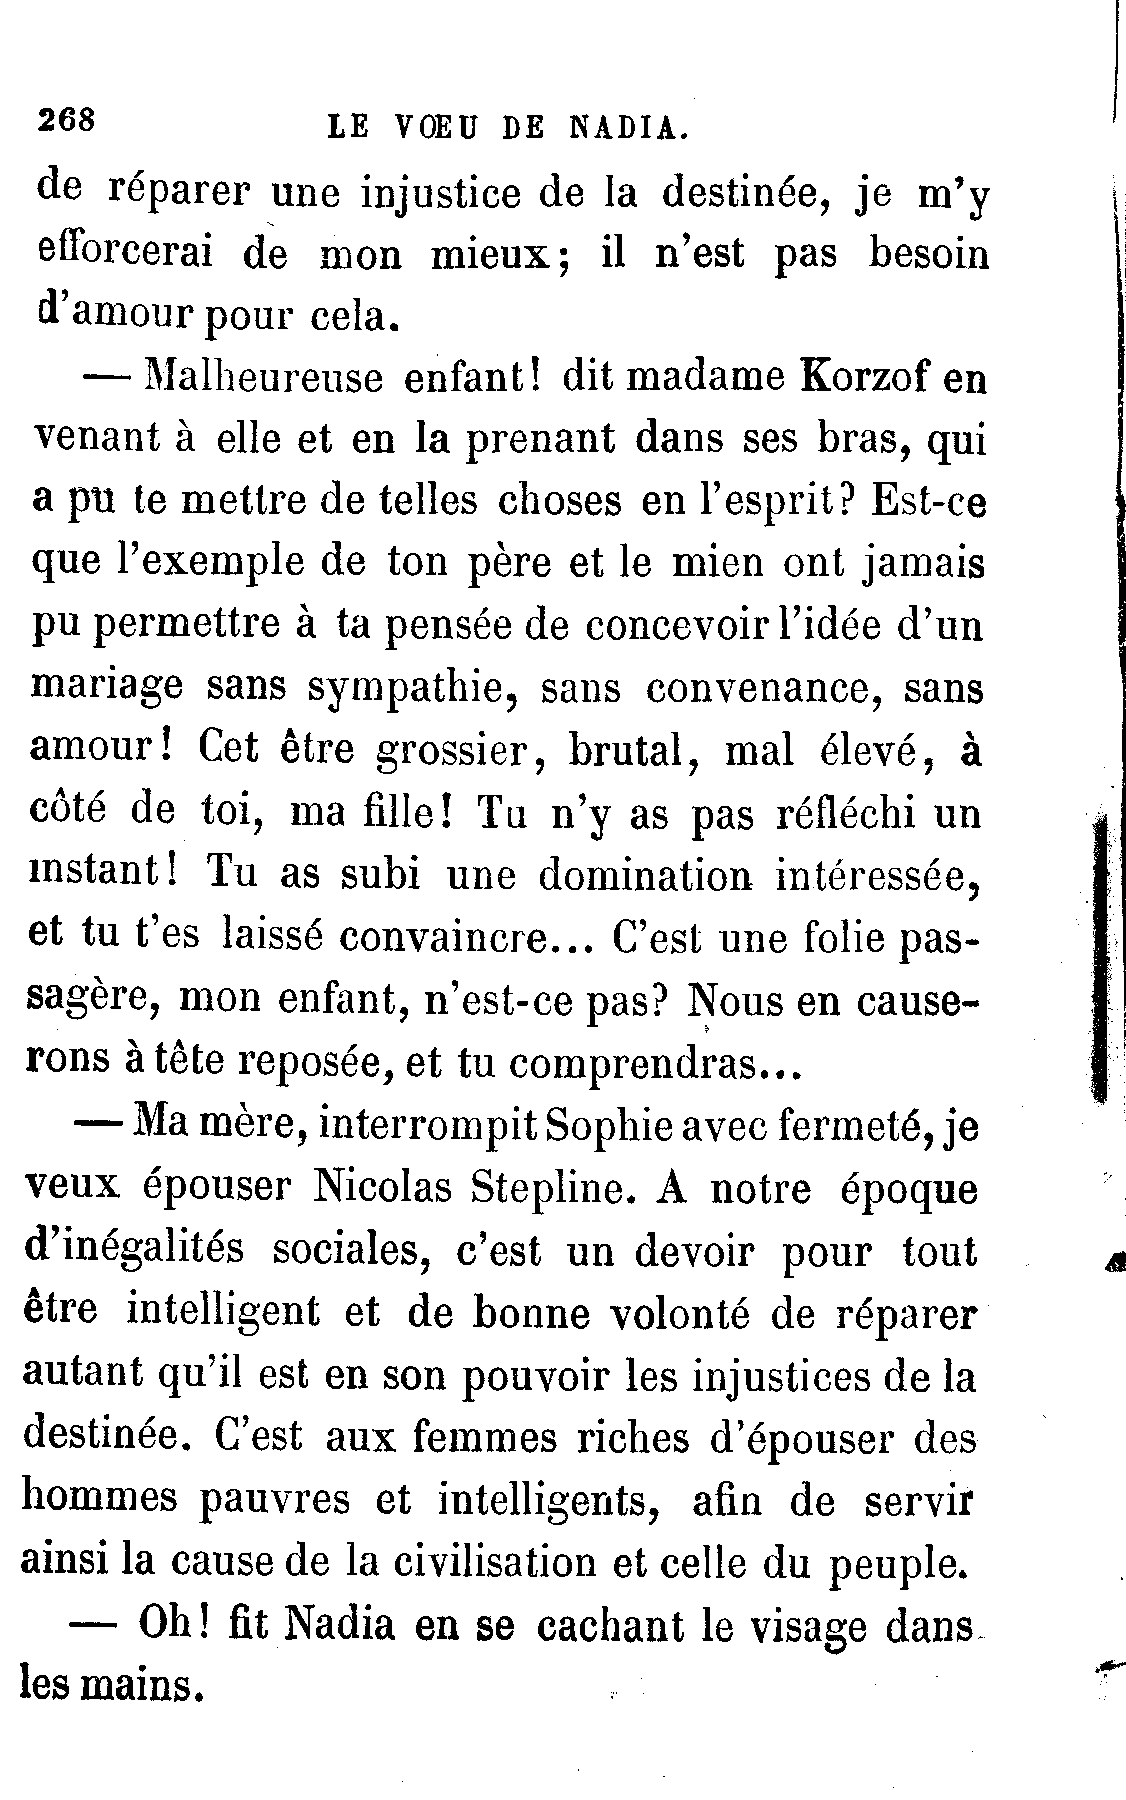 268 LE VŒU DE NADIA.
de réparer une injustice de la destinée, je m'y
efforcerai de mon mieux; il n'est pas besoin
d'amour pour cela.
— Malheureuse enfant! dit madame Korzof en
venant à elle et en la prenant dans ses bras, qui
a pu te mettre de telles choses en l'esprit? Est-ce
que l'exemple de ton père et le mien ont jamais
pu permettre à ta pensée de concevoir l'idée d'un
mariage sans sympathie, sans convenance, sans
amour! Cet être grossier, brutal, mal élevé, à
côté de toi, ma fille! Tu n'y as pas réfléchi un
instant! Tu as subi une domination intéressée,
et tu t'es laissé convaincre... C'est une folie pas-
sagère, mon enfant, n'est-ce pas? Nous en cause-
rons à tête reposée, et tu comprendras...
— Ma mère, interrompit Sophie avec fermeté, je
veux épouser Nicolas Stepline. A notre époque
d'inégalités sociales, c'est un devoir pour tout
être intelligent et de bonne volonté de réparer
autant qu'il est en son pouvoir les injustices de la
destinée. C'est aux femmes riches d'épouser des
hommes pauvres et intelligents, afin de servir
ainsi la cause de la civilisation et celle du peuple.
— Oh! fit Nadia en se cachant le visage dans
les mains.